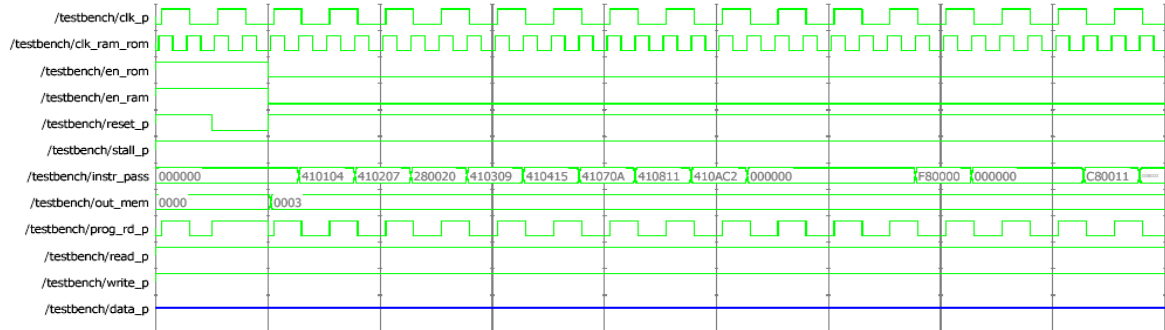 /testbench/clk_p
/testbench/clk_ram_rom
/testbench/en_rom
/testbench/en_ram
/testbench/reset_p
/testbench/stall_p
/testbench/instr_pass 000000 410104 410207 280020 410309 410415 41070A 410811 410AC2 000000 F80000 000000 C80011
/testbench/out_mem 0000 0003
/testbench/prog_rd_p
/testbench/read_p
/testbench/write_p
/testbench/data_p